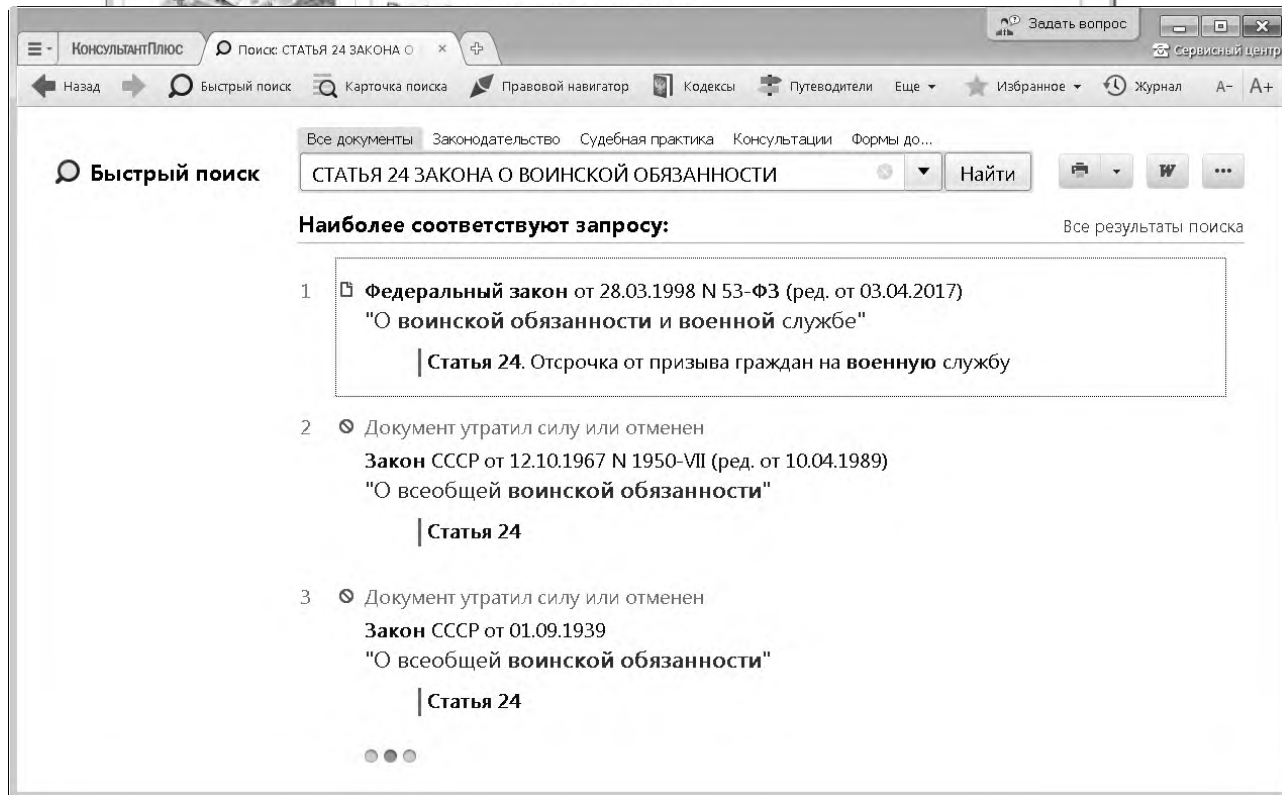 Задать вопрос
КонсультантПлюс
Поиск: СТАТЬЯ 24 ЗАКОНА О
Сервисный центр
Назад Быстрый поиск Карточка поиска Правовой навигатор Кодексы Путеводители Еще Избранное Журнал A- A+
Все документы Законодательство Судебная практика Консультации Формы до...
Быстрый поиск
СТАТЬЯ 24 ЗАКОНА О ВОИНСКОЙ ОБЯЗАННОСТИ
Найти
W
Наиболее соответствуют запросу:
Все результаты поиска
1 Федеральный закон от 28.03.1998 N 53-ФЗ (ред. от 03.04.2017)
"О воинской обязанности и военной службе"
Статья 24. Отсрочка от призыва граждан на военную службу
2 Документ утратил силу или отменен
Закон СССР от 12.10.1967 N 1950-VII (ред. от 10.04.1989)
"О всеобщей воинской обязанности"
Статья 24
3 Документ утратил силу или отменен
Закон СССР от 01.09.1939
"О всеобщей воинской обязанности"
Статья 24